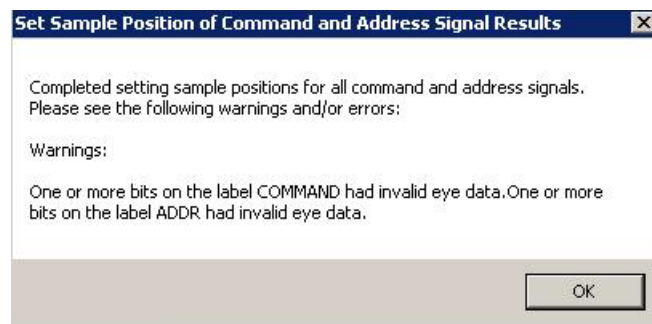 Set Sample Position of Command and Address Signal Results
Completed setting sample positions for all command and address signals.
Please see the following warnings and/or errors:
Warnings:
One or more bits on the label COMMAND had invalid eye data.One or more
bits on the label ADDR had invalid eye data.
OK